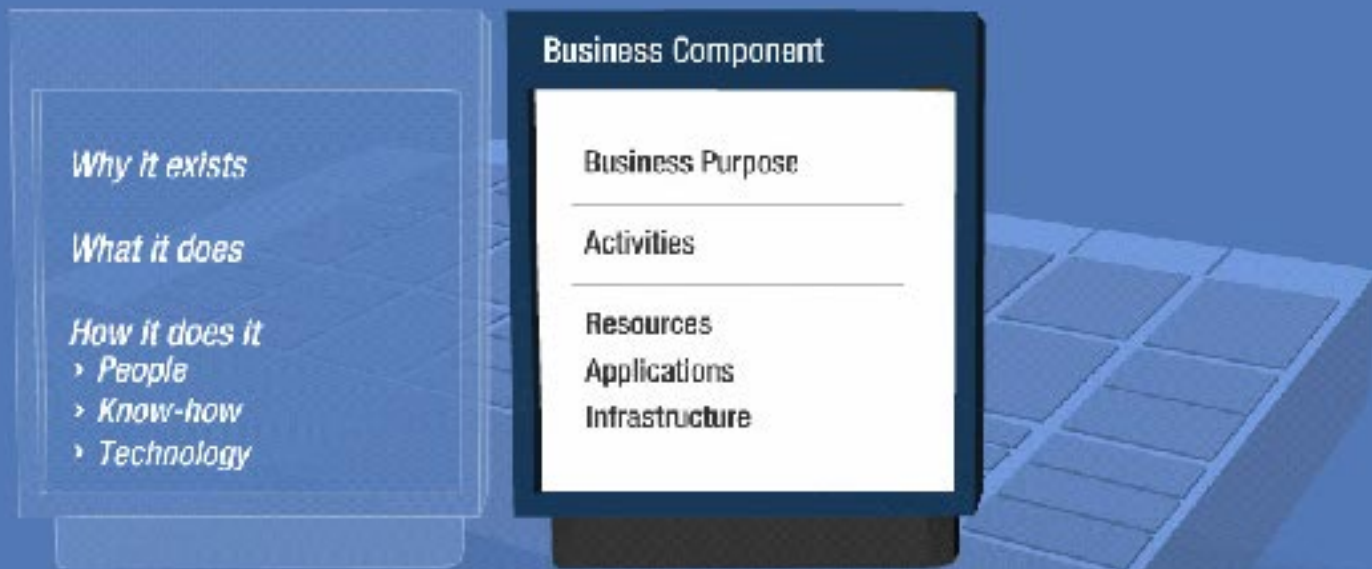 Why it exists
What it does
How it does it
› People
› Know-how
› Technology
Business Component
Business Purpose
Activities
Resources
Applications
Infrastructure